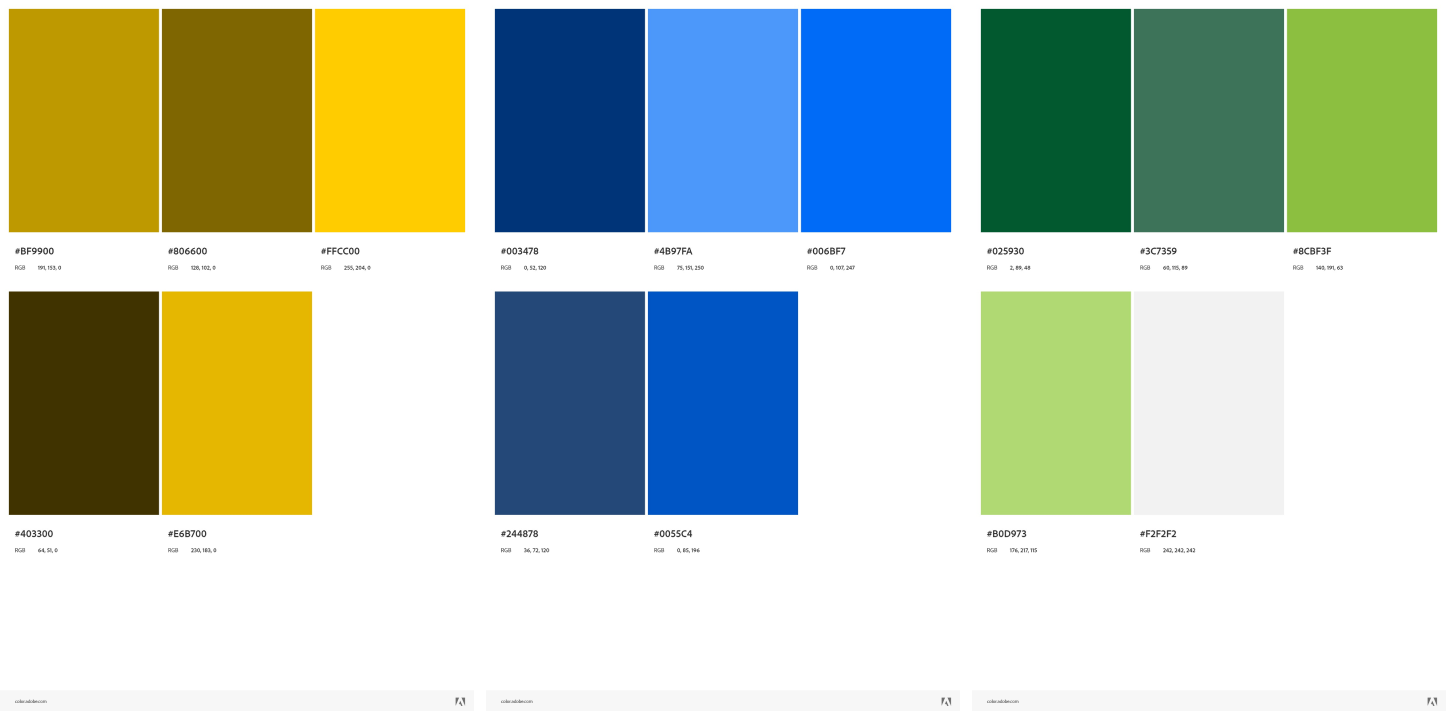 #BF9900
RGB 191, 153, 0
#806600
RGB 128, 102, 0
#FFCC00
RGB 255, 204, 0
#403300
RGB 64, 51, 0
#E6B700
RGB 230, 183, 0
color.adobe.com
#003478
RGB 0, 52, 120
#4B97FA
RGB 75, 151, 250
#006BF7
RGB 0, 107, 247
#244878
RGB 36, 72, 120
#0055C4
RGB 0, 85, 196
color.adobe.com
#025930
RGB 2, 89, 48
#3C7359
RGB 60, 115, 89
#8CBF3F
RGB 140, 191, 63
#B0D973
RGB 176, 217, 115
#F2F2F2
RGB 242, 242, 242
color.adobe.com